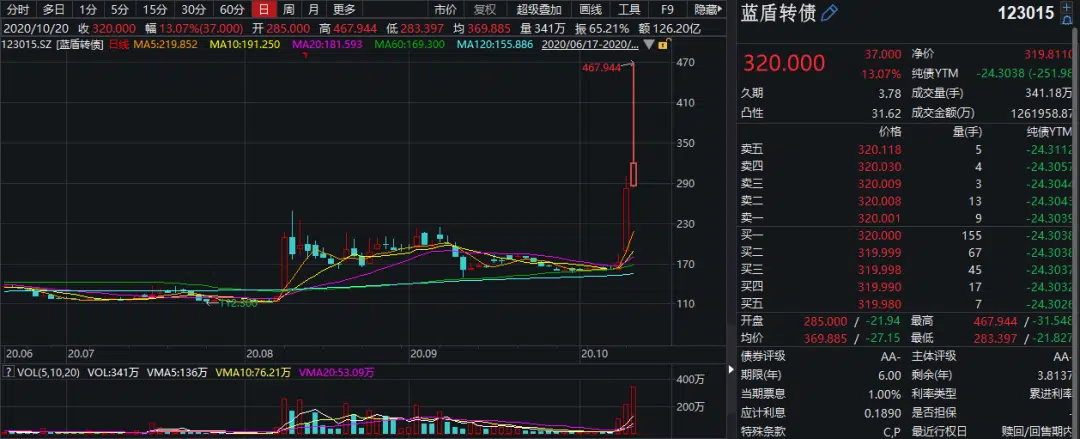 分时 多日 1分 5分 15分 30分 60分 日 周 月 更多 市价 复权 超级叠加 画线 工具 F9 隐藏
2020/10/20 收 320.000 幅 13.07%(37.000) 开 285.000 高 467.944 低 283.397 均 369.885 量 341万 振 65.21% 额 126.20亿
123015.SZ [蓝盾转债] 日线 MA5:219.852 MA10:191.250 MA20:181.593 MA60:169.300 MA120:155.886 2020/06/17-2020/...
467.944
470
410
350
290
230
170
110
112.300
20.06 20.07 20.08 20.09 20.10
? VOL(5,10,20) VOL:341万 VMA5:136万 VMA10:76.21万 VMA20:53.09万
400万
200万
蓝盾转债 123015
320.000 37.000 净价 319.8110
13.07% 纯债YTM -24.3038 (-251.98
久期 3.78 成交量(手) 341.18万
凸性 31.62 成交金额(万) 1261958.87
价格 量(手) 纯债YTM
卖五 320.118 5 -24.3112
卖四 320.030 4 -24.3057
卖三 320.009 3 -24.3044
卖二 320.008 13 -24.3043
卖一 320.001 9 -24.3039
买一 320.000 155 -24.3038
买二 319.999 67 -24.3038
买三 319.998 45 -24.3037
买四 319.990 17 -24.3032
买五 319.980 7 -24.3026
开盘 285.000 / -21.94 最高 467.944 / -31.548
均价 369.885 / -27.15 最低 283.397 / -21.827
债券评级 AA- 主体评级 AA-
期限(年) 6.00 剩余(年) 3.8137
当期票息 1.00% 利率类型 累进利率
应计利息 0.1890 是否担保 -
特殊条款 C,P 最近行权日 赎回/回售期内